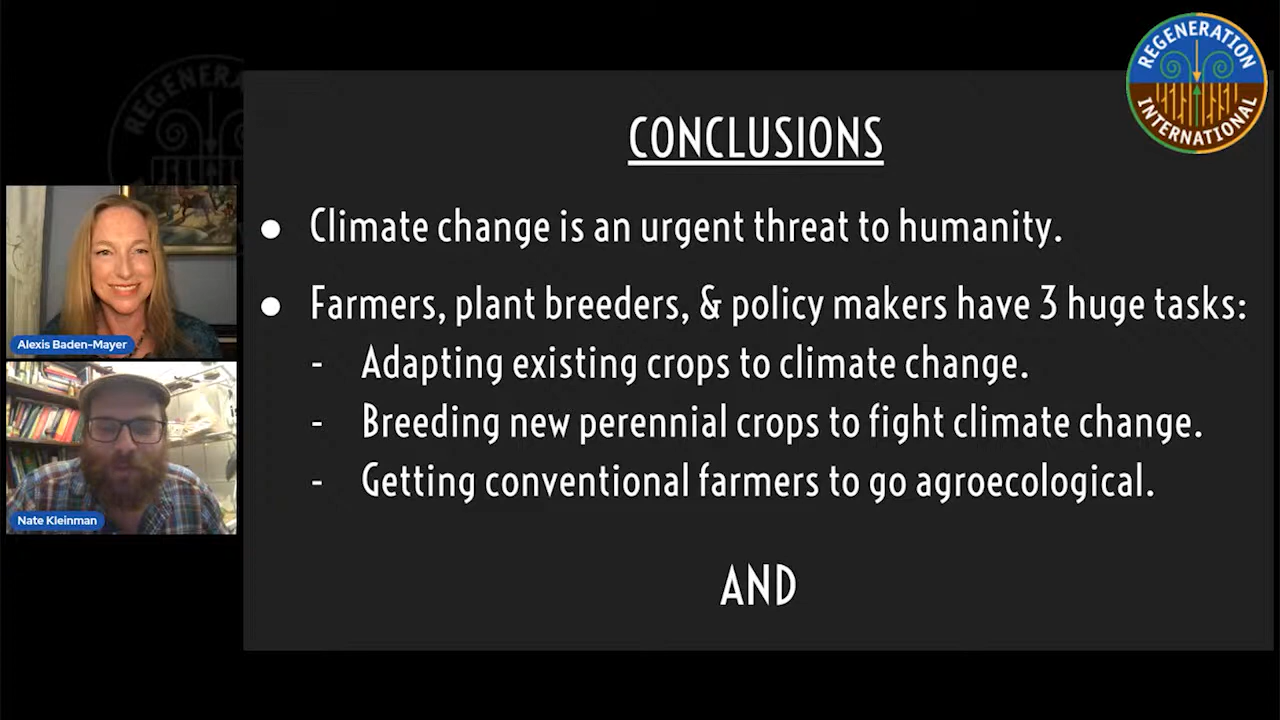 REGENERATION
INTERNATIONAL
CONCLUSIONS
● Climate change is an urgent threat to humanity.
● Farmers, plant breeders, & policy makers have 3 huge tasks:
- Adapting existing crops to climate change.
- Breeding new perennial crops to fight climate change.
- Getting conventional farmers to go agroecological.
AND
Alexis Baden-Mayer
Nate Kleinman